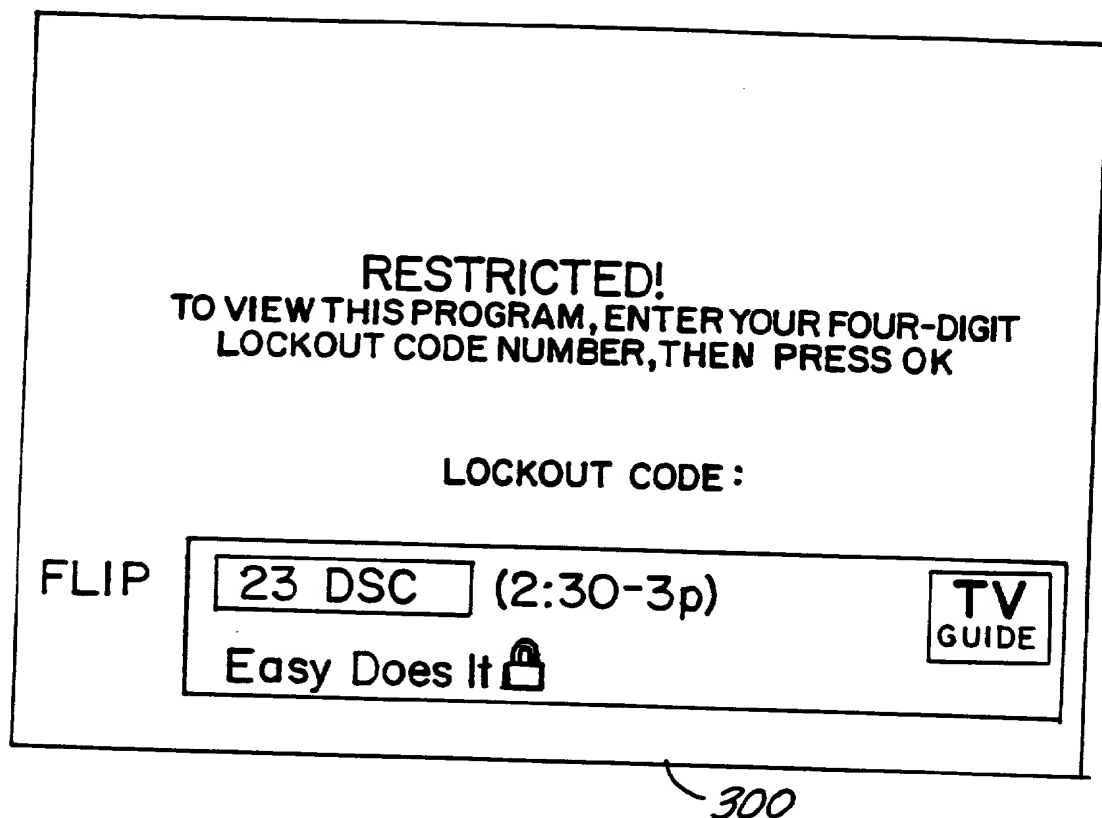 RESTRICTED!
TO VIEW THIS PROGRAM, ENTER YOUR FOUR-DIGIT
LOCKOUT CODE NUMBER, THEN PRESS OK
LOCKOUT CODE:
FLIP
23 DSC (2:30-3p)
TV
GUIDE
Easy Does It
300